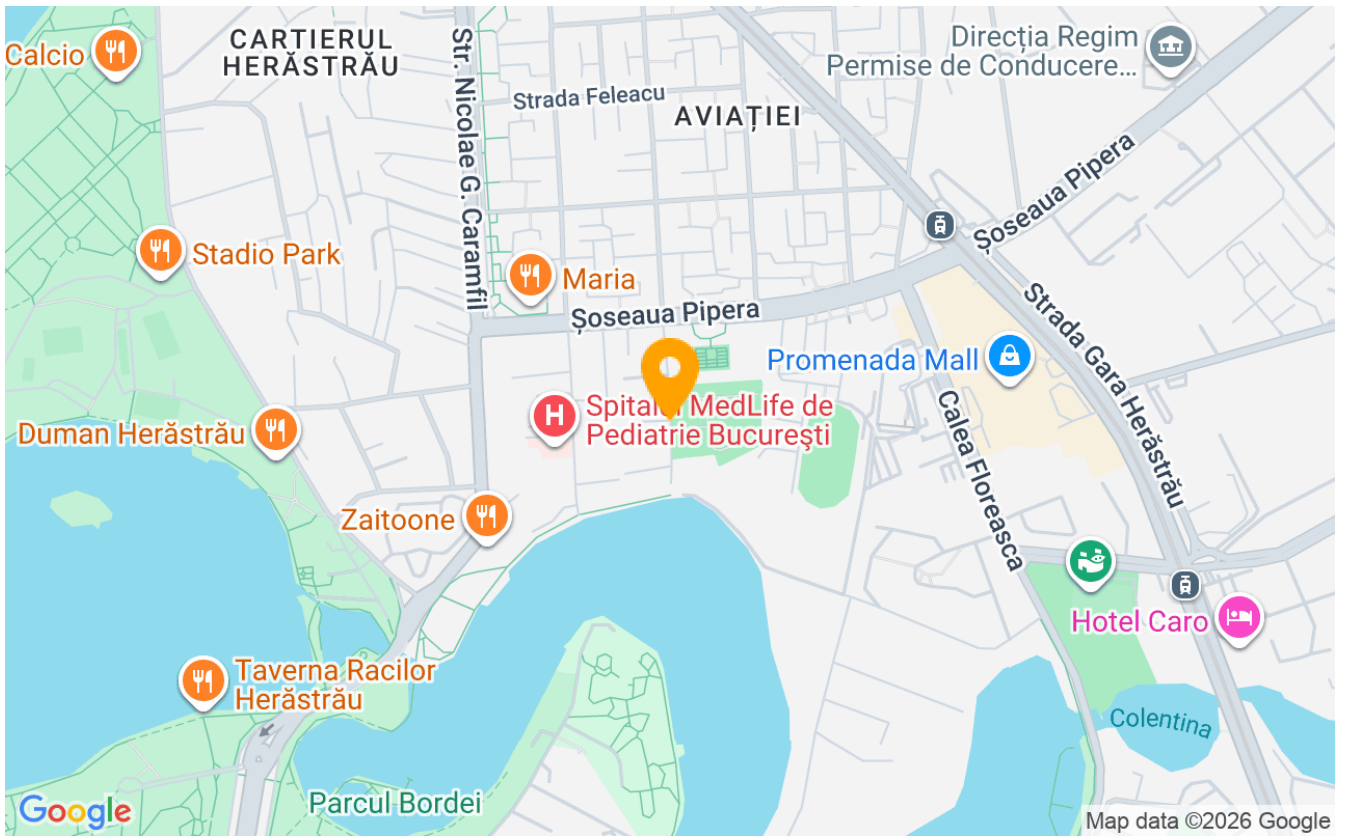 Calcio
CARTIERUL
HERĂSTRĂU
Str. Nicolae G. Caramfil
Strada Feleacu
AVIAȚIEI
Direcția Regim
Permise de Conducere...
Șoseaua Pipera
Stadio Park
Maria
Șoseaua Pipera
Strada Gara Herăstrău
Promenada Mall
Spitalul MedLife de
Pediatrie Bucureşti
Calea Floreasca
Duman Herăstrău
Zaitoone
Hotel Caro
Taverna Racilor
Herăstrău
Colentina
Parcul Bordei
Google
Map data ©2026 Google